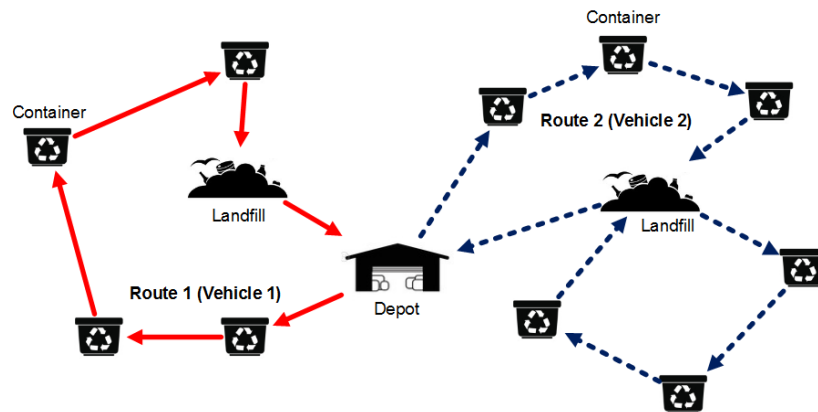 Container
Container
Route 2 (Vehicle 2)
Landfill
Landfill
Route 1 (Vehicle 1)
Depot